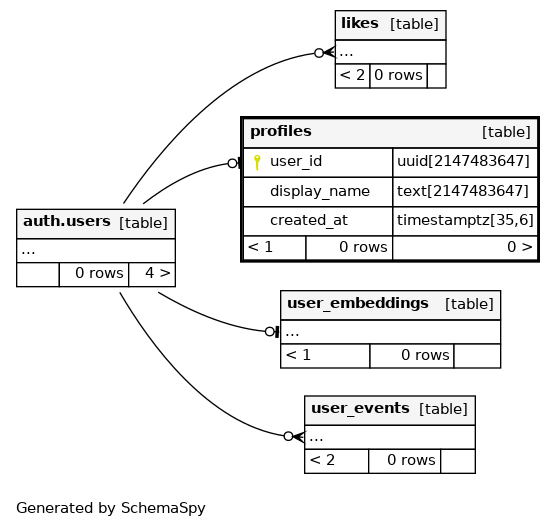 likes [table]
...
< 2 0 rows
profiles [table]
user_id uuid[2147483647]
display_name text[2147483647]
created_at timestamptz[35,6]
< 1 0 rows 0 >
auth.users [table]
...
0 rows 4 >
user_embeddings [table]
...
< 1 0 rows
user_events [table]
...
< 2 0 rows
Generated by SchemaSpy